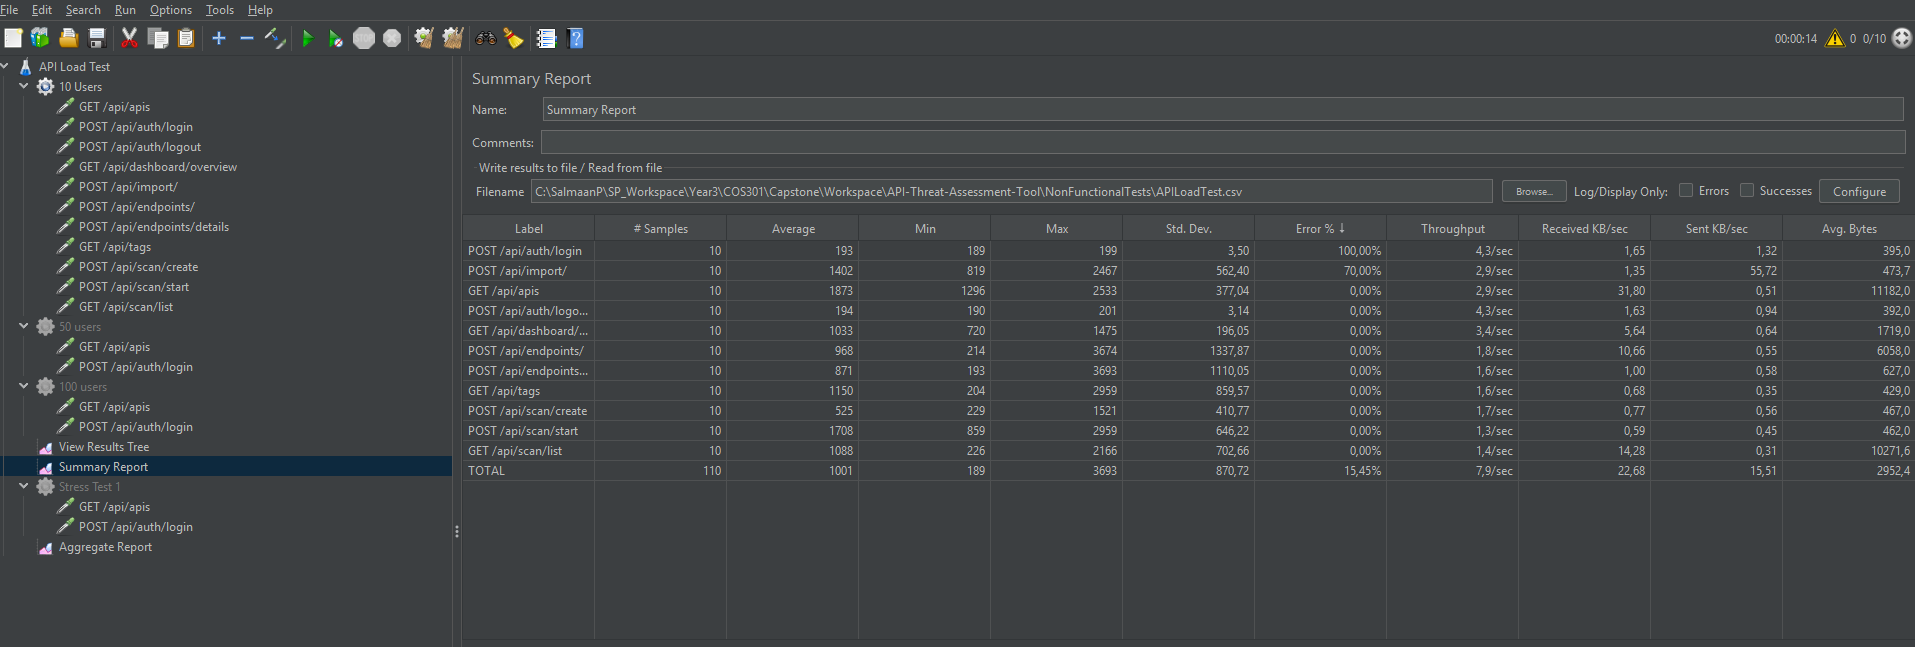 File Edit Search Run Options Tools Help
00:00:14 0 0/10
API Load Test
10 Users
GET /api/apis
POST /api/auth/login
POST /api/auth/logout
GET /api/dashboard/overview
POST /api/import/
POST /api/endpoints/
POST /api/endpoints/details
GET /api/tags
POST /api/scan/create
POST /api/scan/start
GET /api/scan/list
50 users
GET /api/apis
POST /api/auth/login
100 users
GET /api/apis
POST /api/auth/login
View Results Tree
Summary Report
Stress Test 1
GET /api/apis
POST /api/auth/login
Aggregate Report
Summary Report
Name: Summary Report
Comments:
Write results to file / Read from file
Filename C:\SalmaanP\SP_Workspace\Year3\COS301\Capstone\Workspace\API-Threat-Assessment-Tool\NonFunctionalTests\APILoadTest.csv Browse... Log/Display Only: Errors Successes Configure
Label # Samples Average Min Max Std. Dev. Error % ↓ Throughput Received KB/sec Sent KB/sec Avg. Bytes
POST /api/auth/login 10 193 189 199 3,50 100,00% 4,3/sec 1,65 1,32 395,0
POST /api/import/ 10 1402 819 2467 562,40 70,00% 2,9/sec 1,35 55,72 473,7
GET /api/apis 10 1873 1296 2533 377,04 0,00% 2,9/sec 31,80 0,51 11182,0
POST /api/auth/logo... 10 194 190 201 3,14 0,00% 4,3/sec 1,63 0,94 392,0
GET /api/dashboard/... 10 1033 720 1475 196,05 0,00% 3,4/sec 5,64 0,64 1719,0
POST /api/endpoints/ 10 968 214 3674 1337,87 0,00% 1,8/sec 10,66 0,55 6058,0
POST /api/endpoints... 10 871 193 3693 1110,05 0,00% 1,6/sec 1,00 0,58 627,0
GET /api/tags 10 1150 204 2959 859,57 0,00% 1,6/sec 0,68 0,35 429,0
POST /api/scan/create 10 525 229 1521 410,77 0,00% 1,7/sec 0,77 0,56 467,0
POST /api/scan/start 10 1708 859 2959 646,22 0,00% 1,3/sec 0,59 0,45 462,0
GET /api/scan/list 10 1088 226 2166 702,66 0,00% 1,4/sec 14,28 0,31 10271,6
TOTAL 110 1001 189 3693 870,72 15,45% 7,9/sec 22,68 15,51 2952,4